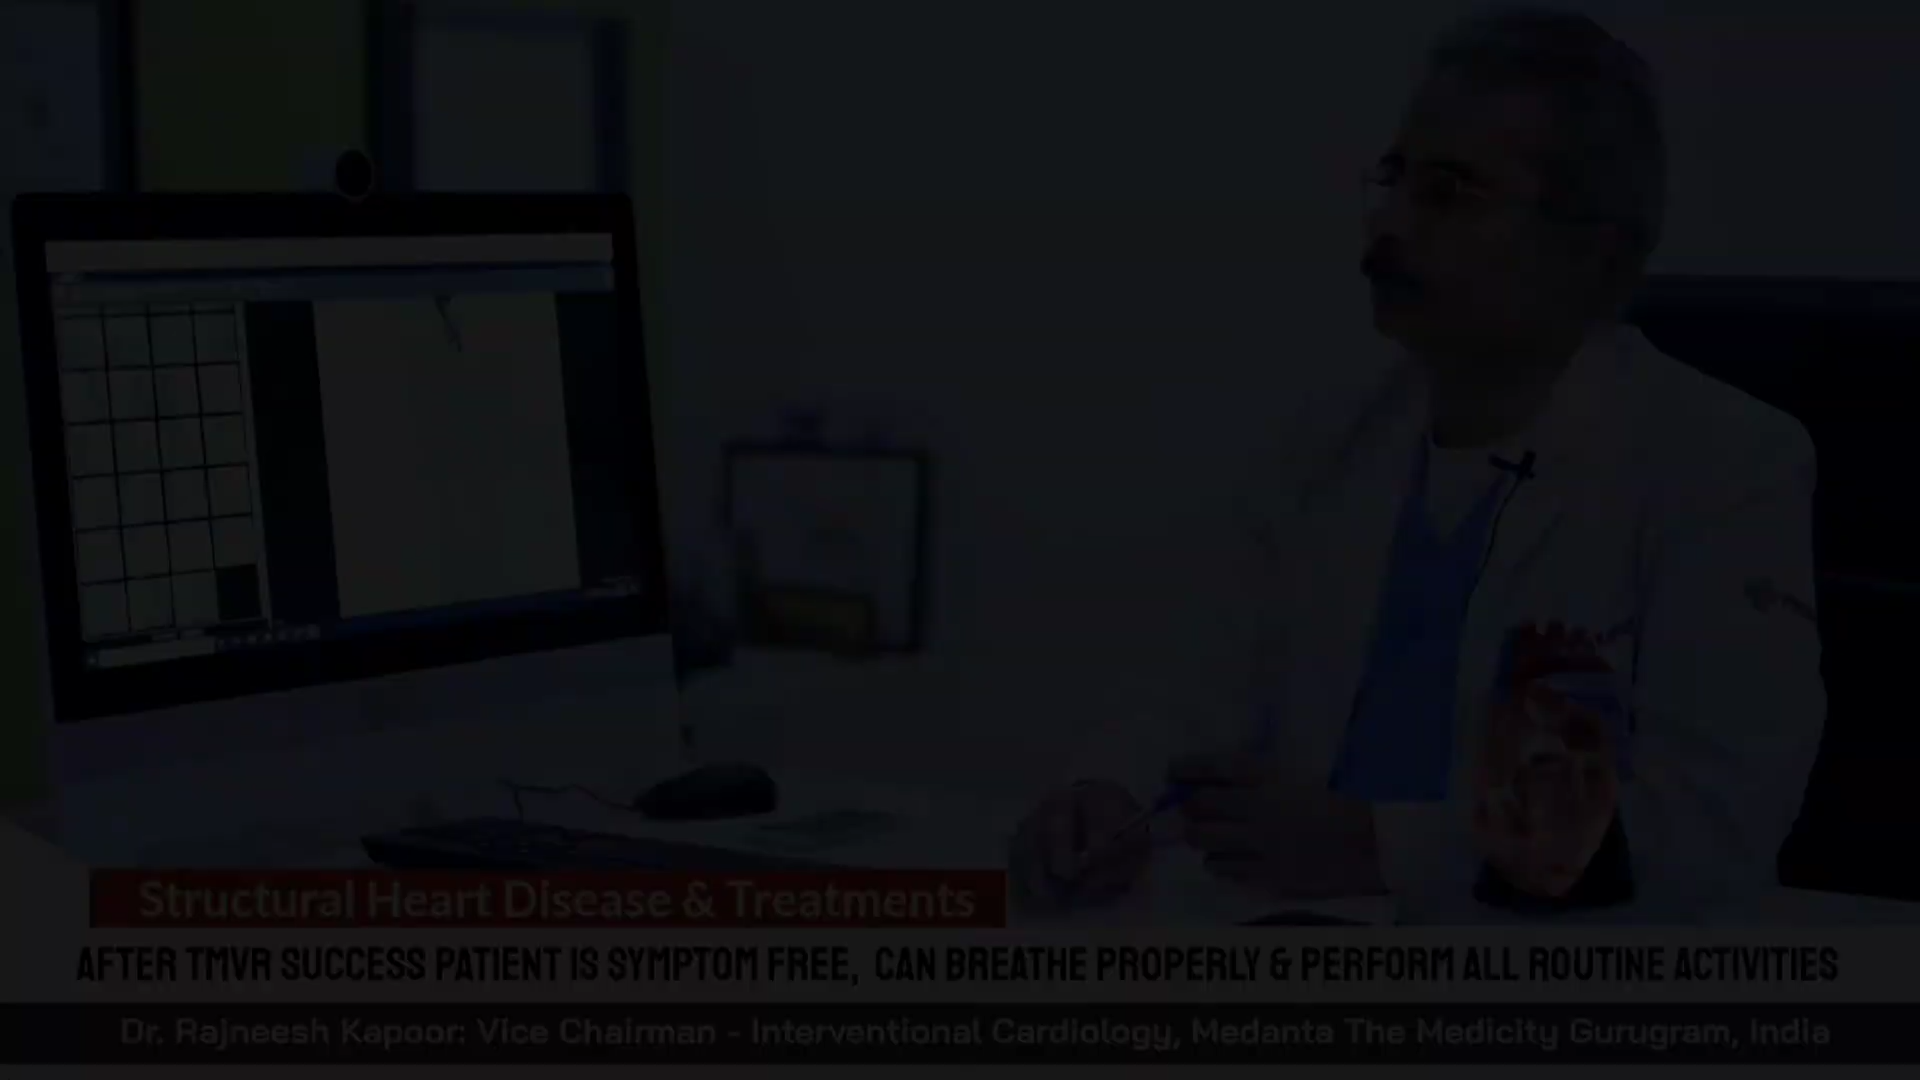 Structural Heart Disease & Treatments
AFTER TMVR SUCCESS PATIENT IS SYMPTOM FREE, CAN BREATHE PROPERLY & PERFORM ALL ROUTINE ACTIVITIES
Dr. Rajneesh Kapoor: Vice Chairman - Interventional Cardiology, Medanta The Medicity Gurugram, India